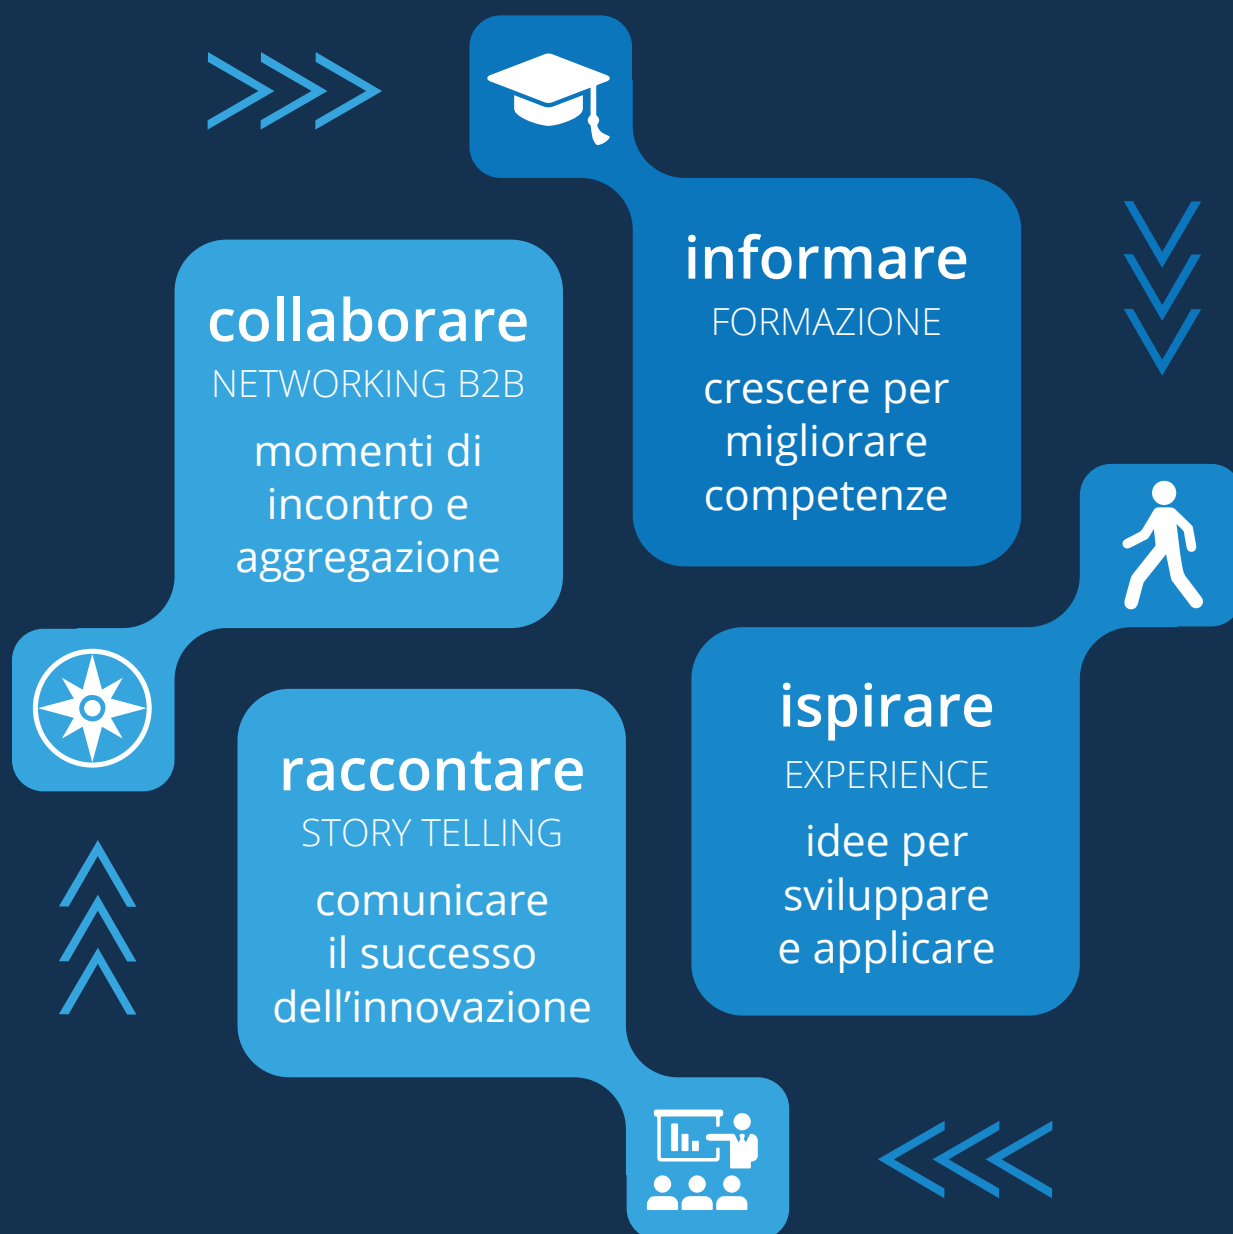 informare
FORMAZIONE
crescere per
migliorare
competenze
ispirare
EXPERIENCE
idee per
sviluppare
e applicare
raccontare
STORY TELLING
comunicare
il successo
dell’innovazione
collaborare
NETWORKING B2B
momenti di
incontro e
aggregazione